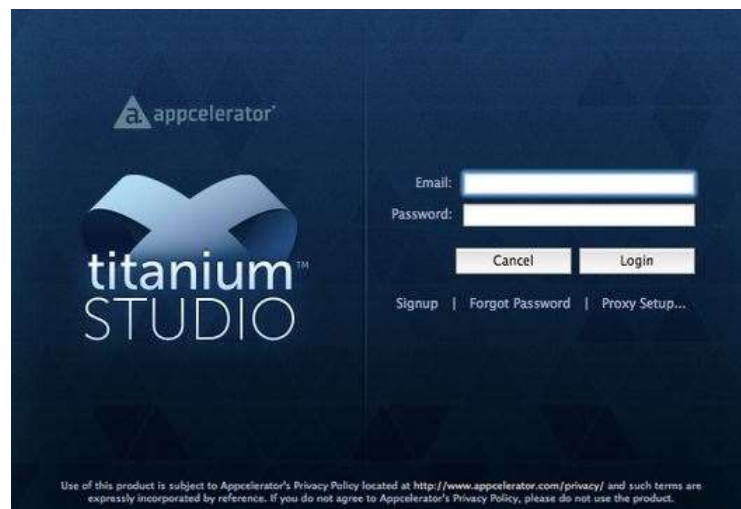 appcelerator
titanium™
STUDIO
Email:
Password:
Cancel
Login
Signup | Forgot Password | Proxy Setup...
Use of this product is subject to Appcelerator's Privacy Policy located at http://www.appcelerator.com/privacy/ and such terms are
expressly incorporated by reference. If you do not agree to Appcelerator's Privacy Policy, please do not use the product.